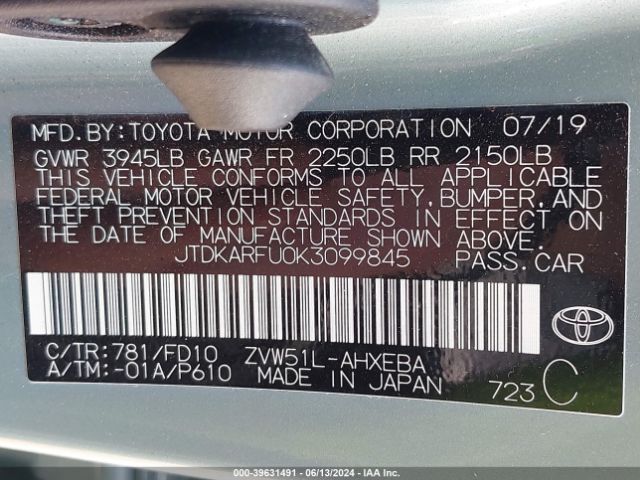 MFD.BY:TOYOTA MOTOR CORPORATION 07/19
GVWR 3945LB GAWR FR 2250LB RR 2150LB
THIS VEHICLE CONFORMS TO ALL APPLICABLE
FEDERAL MOTOR VEHICLE SAFETY, BUMPER, AND
THEFT PREVENTION STANDARDS IN EFFECT ON
THE DATE OF MANUFACTURE SHOWN ABOVE.
JTDKARFU0K3099845 PASS.CAR
C/TR:781/FD10 ZVW51L-AHXEBA
A/TM:-01A/P610 MADE IN JAPAN 723 C
000-39631491 - 06/13/2024 - IAA Inc.